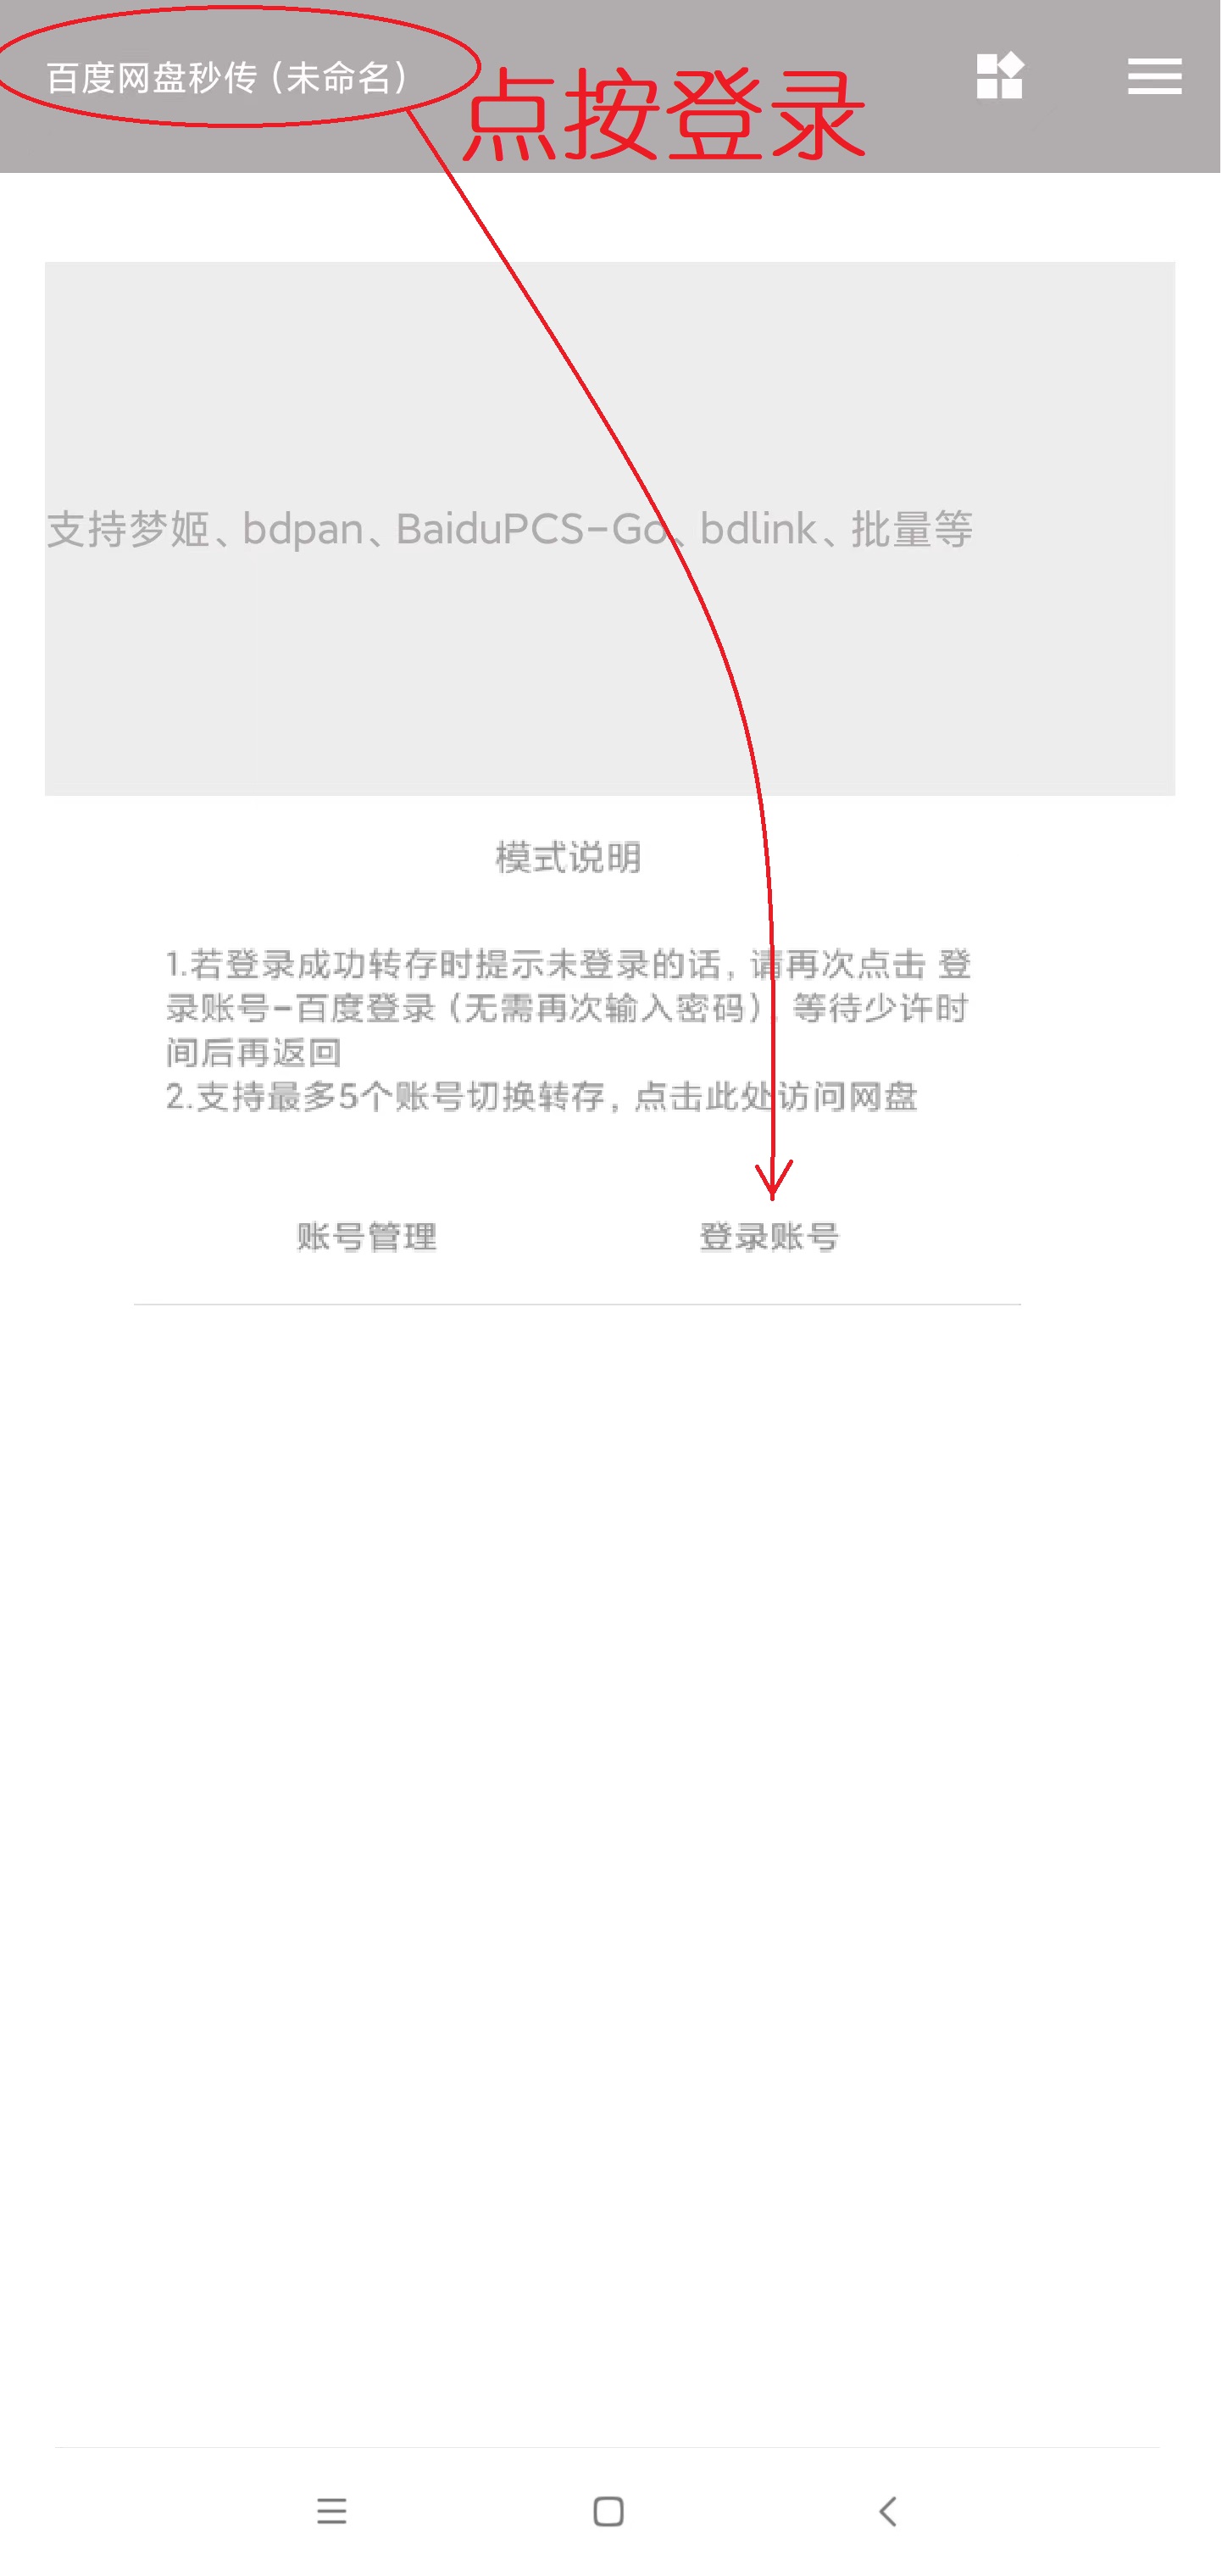 百度网盘秒传（未命名）
点按登录
支持梦姬、bdpan、BaiduPCS-Go、bdlink、批量等
模式说明
1.若登录成功转存时提示未登录的话，请再次点击 登
录账号-百度登录（无需再次输入密码），等待少许时
间后再返回
2.支持最多5个账号切换转存，点击此处访问网盘
账号管理
登录账号